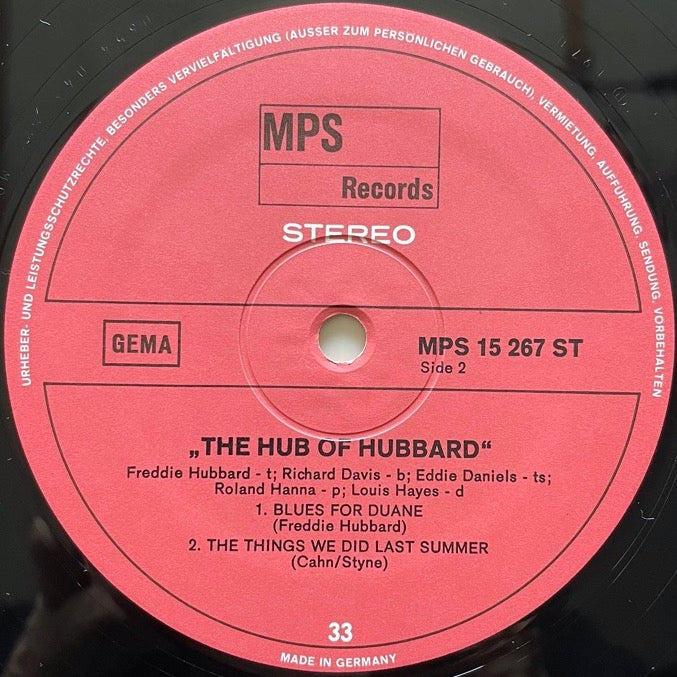 URHEBER- UND LEISTUNGSSCHUTZRECHTE, BESONDERS VERVIELFÄLTIGUNG (AUSSER ZUM PERSÖNLICHEN GEBRAUCH), VERMIETUNG, AUFFÜHRUNG, SENDUNG, VORBEHALTEN
MPS
Records
STEREO
GEMA
MPS 15 267 ST
Side 2
„THE HUB OF HUBBARD“
Freddie Hubbard - t; Richard Davis - b; Eddie Daniels - ts;
Roland Hanna - p; Louis Hayes - d
1. BLUES FOR DUANE
(Freddie Hubbard)
2. THE THINGS WE DID LAST SUMMER
(Cahn/Styne)
33
MADE IN GERMANY